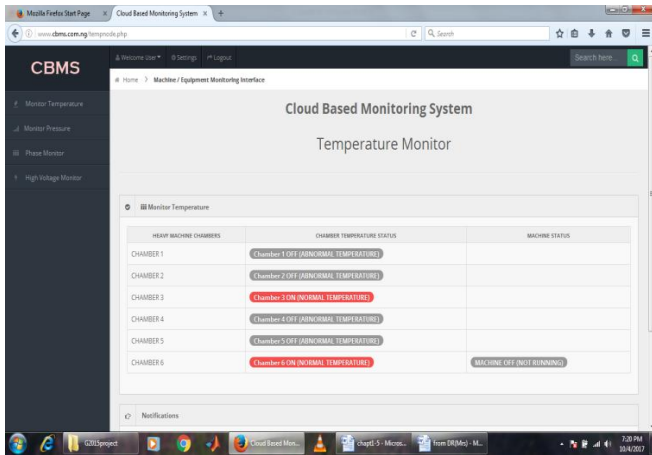 Mozilla Firefox Start Page × Cloud Based Monitoring System × +
www.cbms.com.ng/tempnode.php Search
CBMS
Welcome User Settings Logout Search here...
Home > Machine / Equipment Monitoring Interface
Monitor Temperature
Monitor Pressure
Phase Monitor
High Voltage Monitor
Cloud Based Monitoring System
Temperature Monitor
Monitor Temperature
HEAVY MACHINE CHAMBERS CHAMBER TEMPERATURE STATUS MACHINE STATUS
CHAMBER 1 Chamber 1 OFF (ABNORMAL TEMPERATURE)
CHAMBER 2 Chamber 2 OFF (ABNORMAL TEMPERATURE)
CHAMBER 3 Chamber 3 ON (NORMAL TEMPERATURE)
CHAMBER 4 Chamber 4 OFF (ABNORMAL TEMPERATURE)
CHAMBER 5 Chamber 5 OFF (ABNORMAL TEMPERATURE)
CHAMBER 6 Chamber 6 ON (NORMAL TEMPERATURE) MACHINE OFF (NOT RUNNING)
Notifications
G2015project Cloud Based Mon... chapt1-5 - Micros... from DR(Mrs) - M... 7:20 PM
10/4/2017